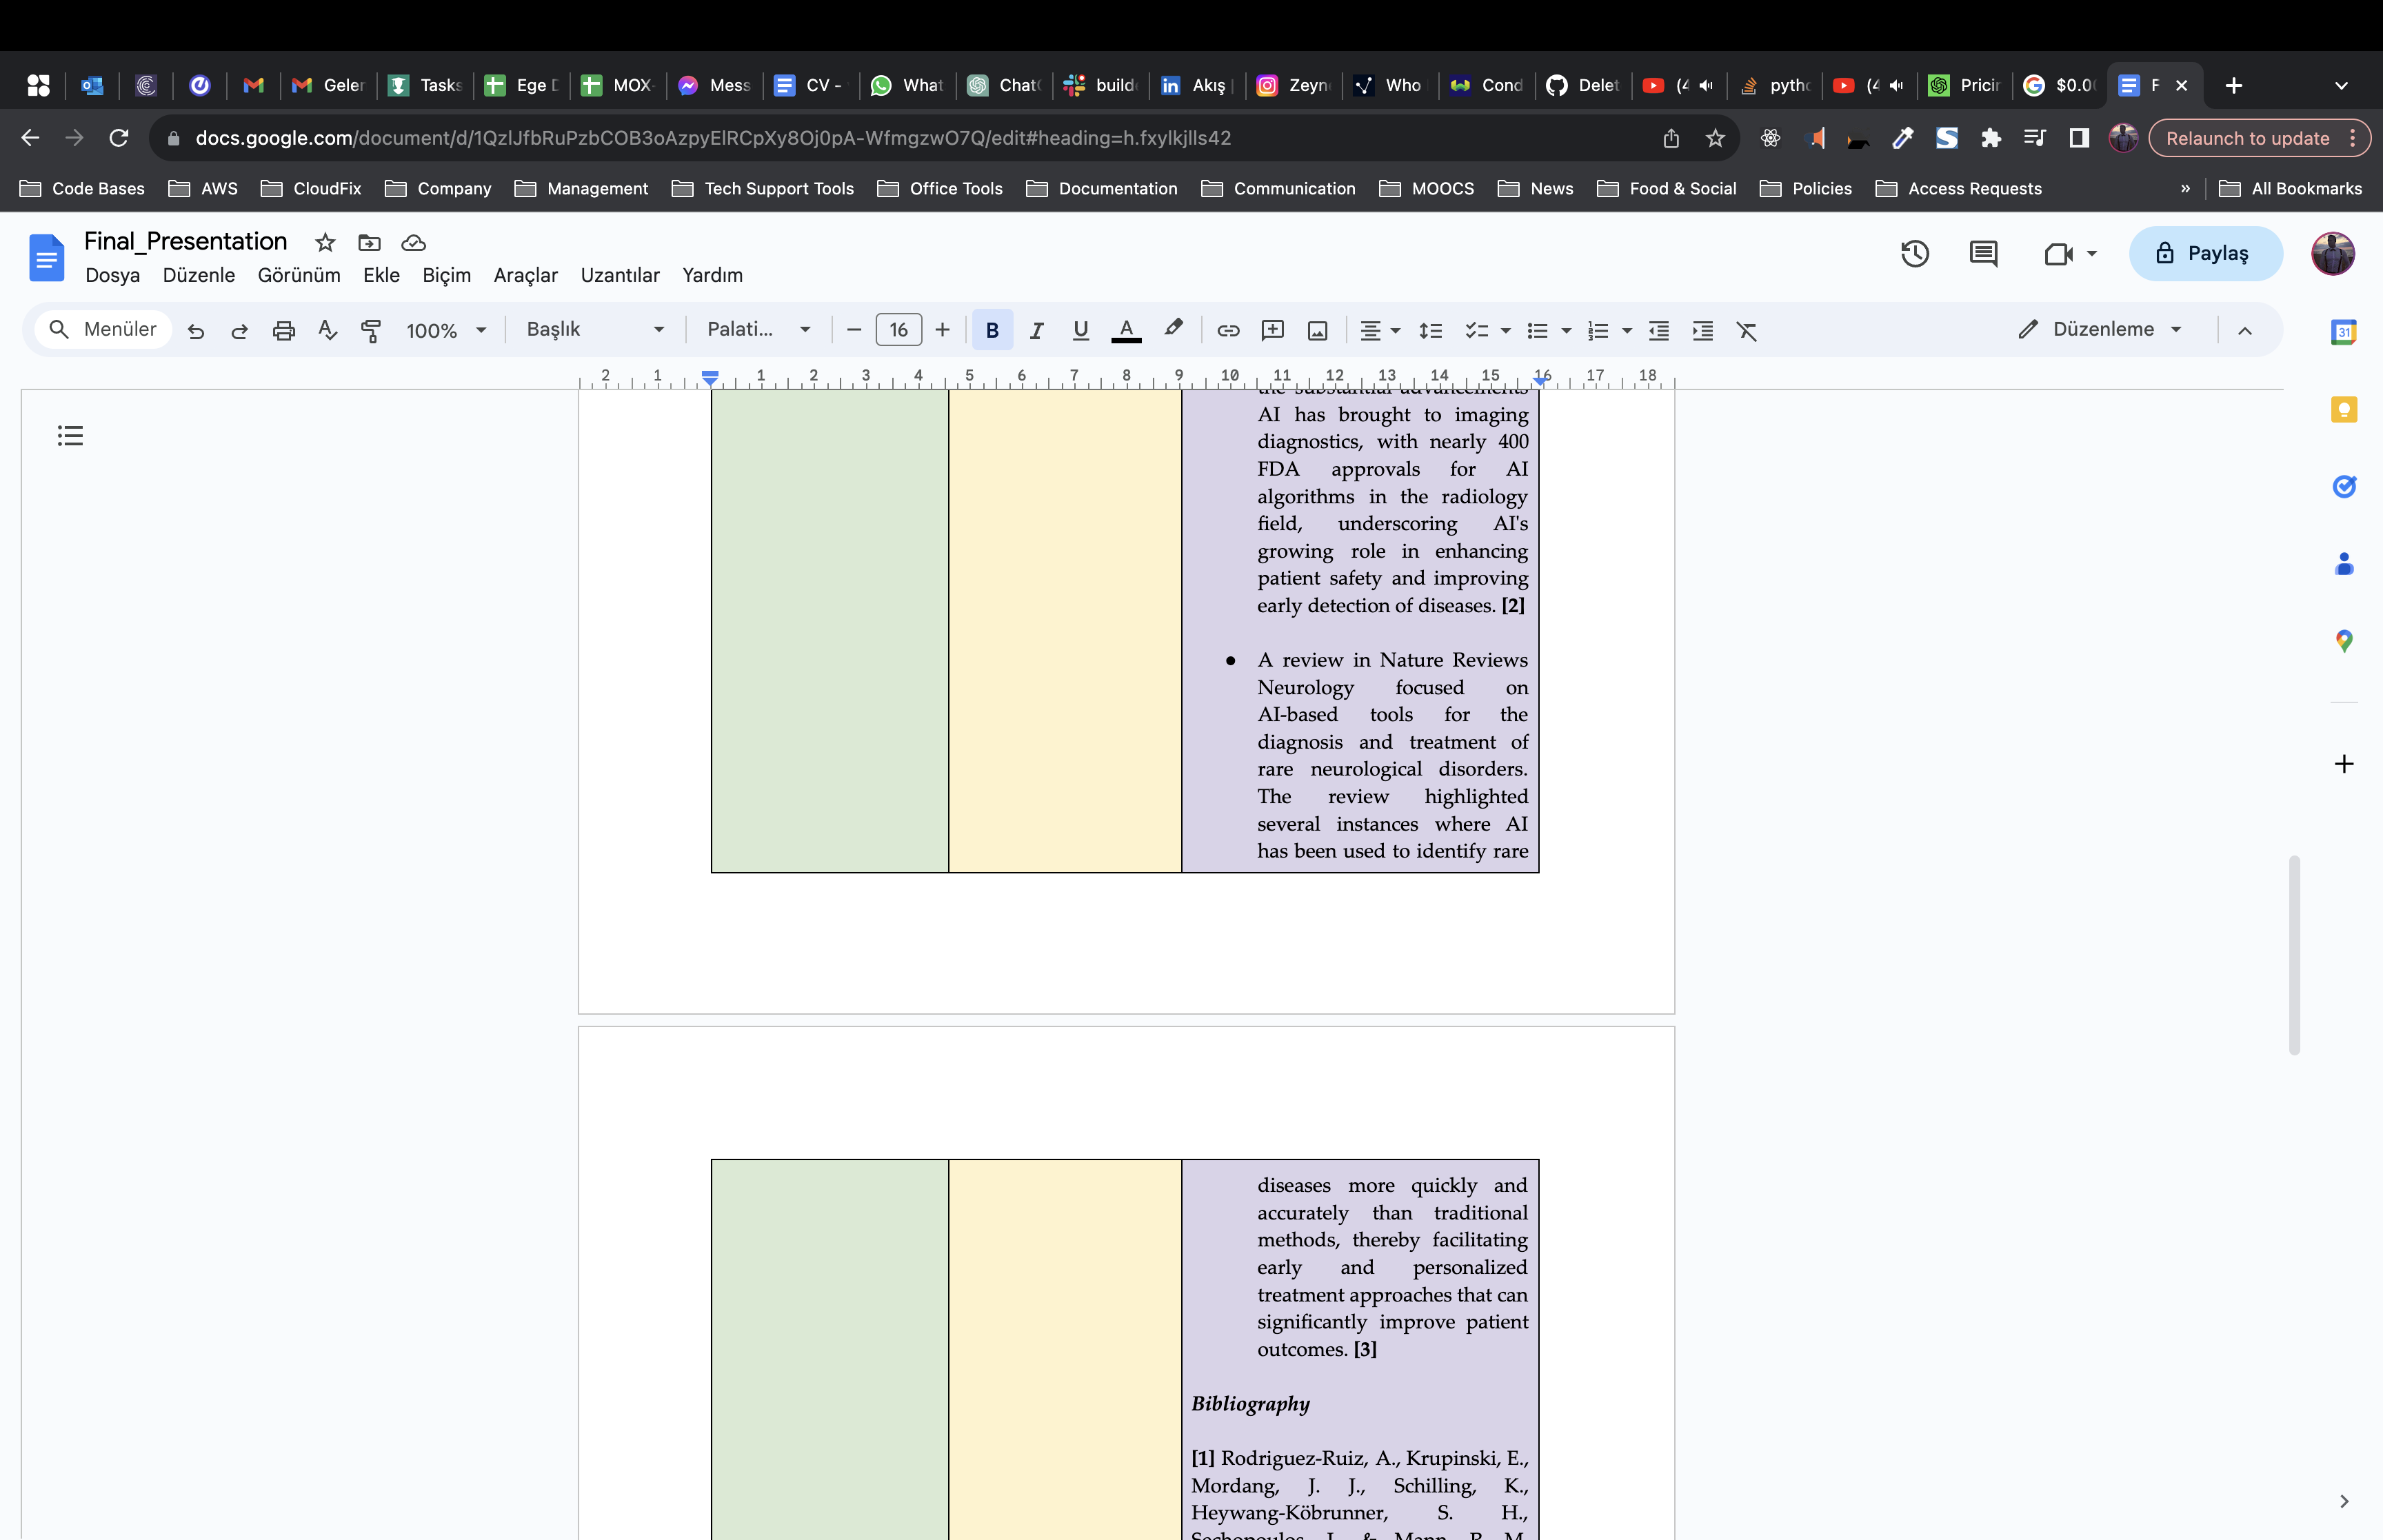 Geler
Tasks
Ege D
MOX-
Mess
CV -
What
Chat
build
Akış
Zeyn
Who
Cond
Delet
(4
pytho
(4
Pricin
$0.0
F
docs.google.com/document/d/1QzlJfbRuPzbCOB3oAzpyElRCpXy8Oj0pA-WfmgzwO7Q/edit#heading=h.fxylkjlls42
Relaunch to update
Code Bases AWS CloudFix Company Management Tech Support Tools Office Tools Documentation Communication MOOCS News Food & Social Policies Access Requests » All Bookmarks
Final_Presentation
Paylaş
Dosya Düzenle Görünüm Ekle Biçim Araçlar Uzantılar Yardım
Menüler 100% Başlık Palati... 16 B I U A Düzenleme
31
2 1 1 2 3 4 5 6 7 8 9 10 11 12 13 14 15 16 17 18
the substantial advancements
AI has brought to imaging
diagnostics, with nearly 400
FDA approvals for AI
algorithms in the radiology
field, underscoring AI's
growing role in enhancing
patient safety and improving
early detection of diseases. [2]
● A review in Nature Reviews
Neurology focused on
AI-based tools for the
diagnosis and treatment of
rare neurological disorders.
The review highlighted
several instances where AI
has been used to identify rare
diseases more quickly and
accurately than traditional
methods, thereby facilitating
early and personalized
treatment approaches that can
significantly improve patient
outcomes. [3]
Bibliography
[1] Rodriguez-Ruiz, A., Krupinski, E.,
Mordang, J. J., Schilling, K.,
Heywang-Köbrunner, S. H.,
Sechopoulos, I., & Mann, R. M.